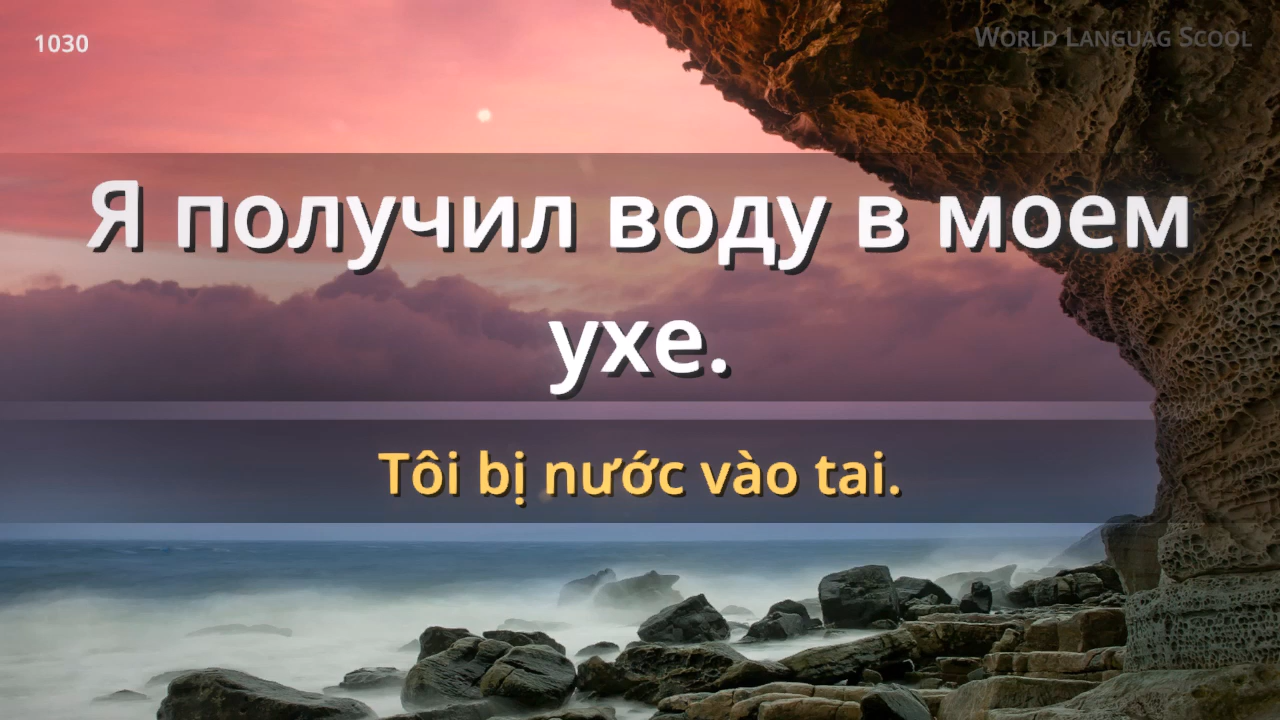 1030
World Languag Scool
Я получил воду в моем
ухе.
Tôi bị nước vào tai.